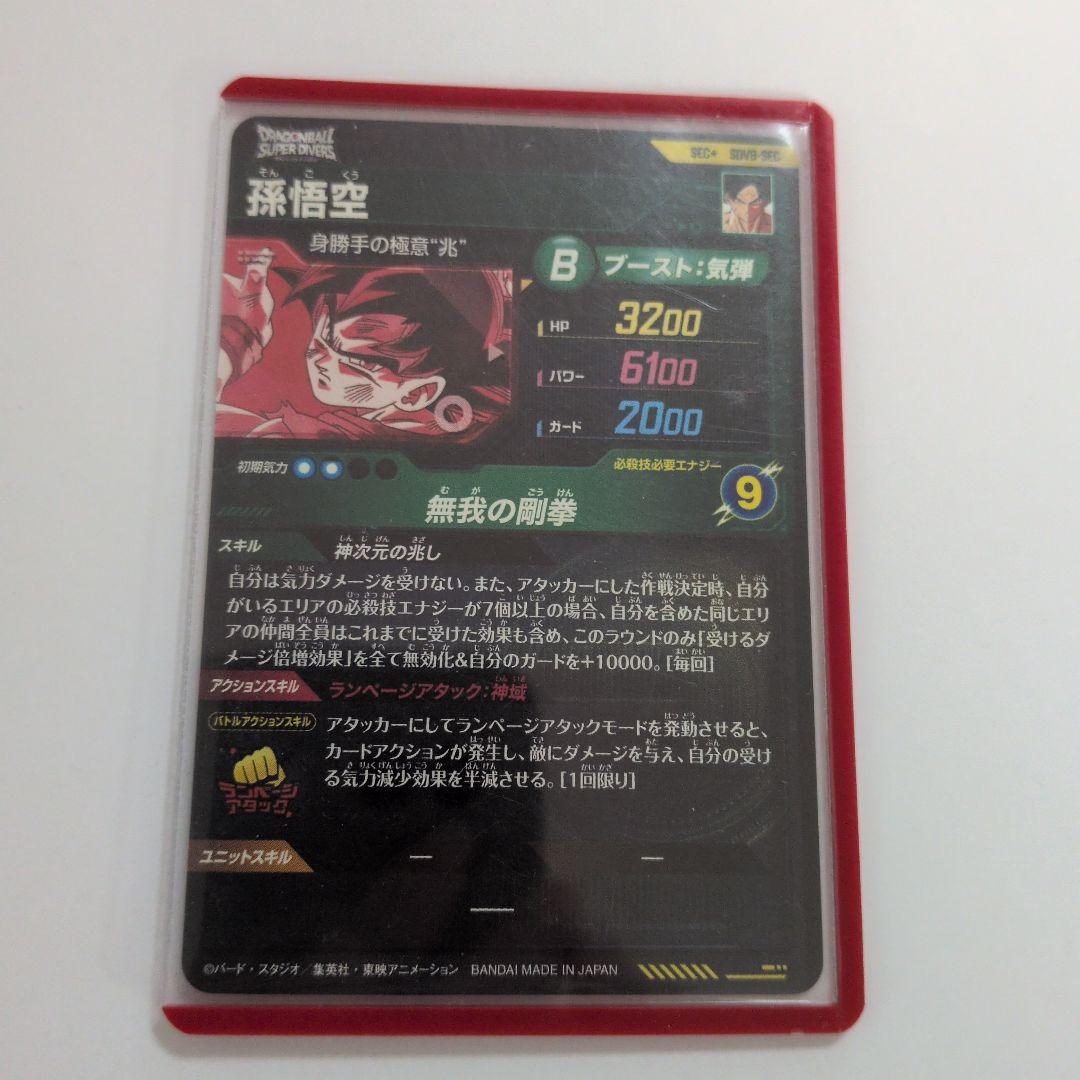 DRAGONBALL
SUPER DIVERS
SEC★ SDV8-SEC
そん ご くう
孫悟空
身勝手の極意“兆”
B ブースト:気弾
HP 3200
パワー 6100
ガード 2000
初期気力
必殺技必要エナジー
9
む が ごう けん
無我の剛拳
スキル
しん じ げん きざ
神次元の兆し
自分は気力ダメージを受けない。また、アタッカーにした作戦決定時、自分
がいるエリアの必殺技エナジーが7個以上の場合、自分を含めた同じエリ
アの仲間全員はこれまでに受けた効果も含め、このラウンドのみ「受けるダ
メージ倍増効果」を全て無効化&自分のガードを+10000。[毎回]
アクションスキル
ランページアタック:神域
バトルアクションスキル
ランページ
アタック
アタッカーにしてランページアタックモードを発動させると、
カードアクションが発生し、敵にダメージを与え、自分の受け
る気力減少効果を半減させる。[1回限り]
ユニットスキル
— —
—
©バード・スタジオ/集英社・東映アニメーション BANDAI MADE IN JAPAN